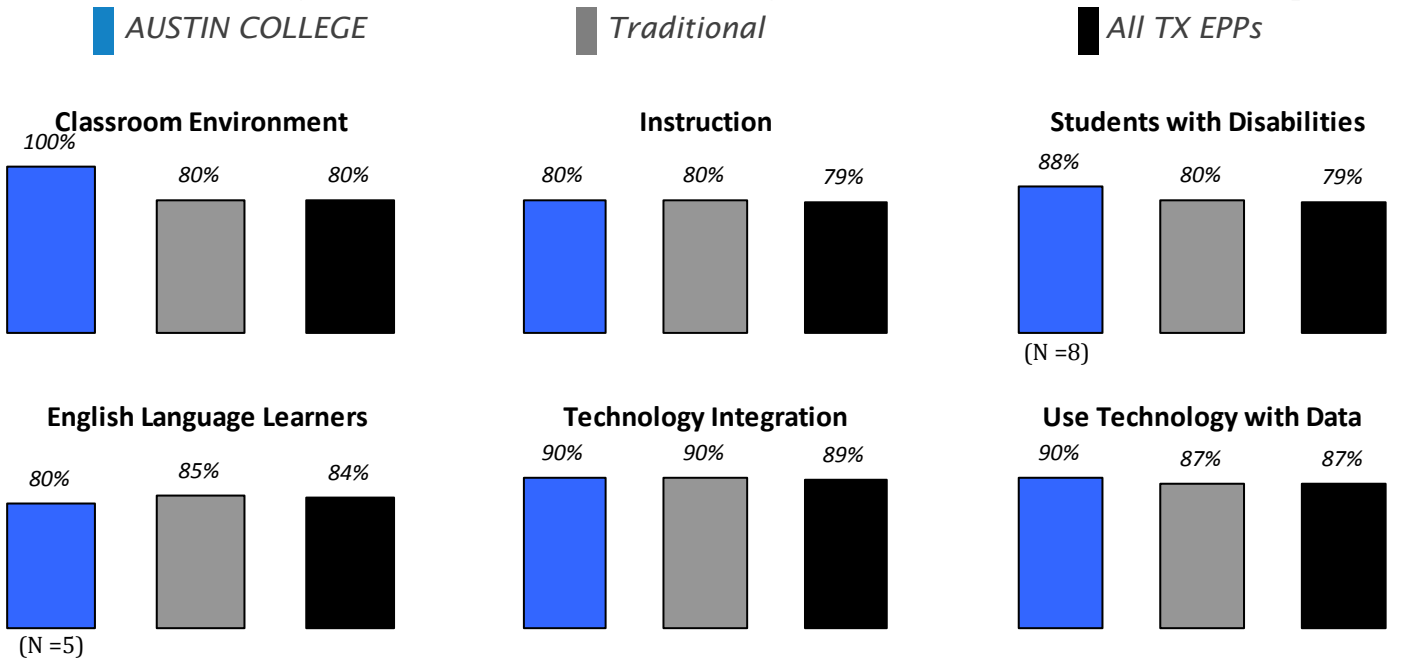 AUSTIN COLLEGE Traditional All TX EPPs
Classroom Environment Instruction Students with Disabilities
100% 80% 80% 80% 80% 79% 88% 80% 79%
(N =8)
English Language Learners Technology Integration Use Technology with Data
80% 85% 84% 90% 90% 89% 90% 87% 87%
(N =5)